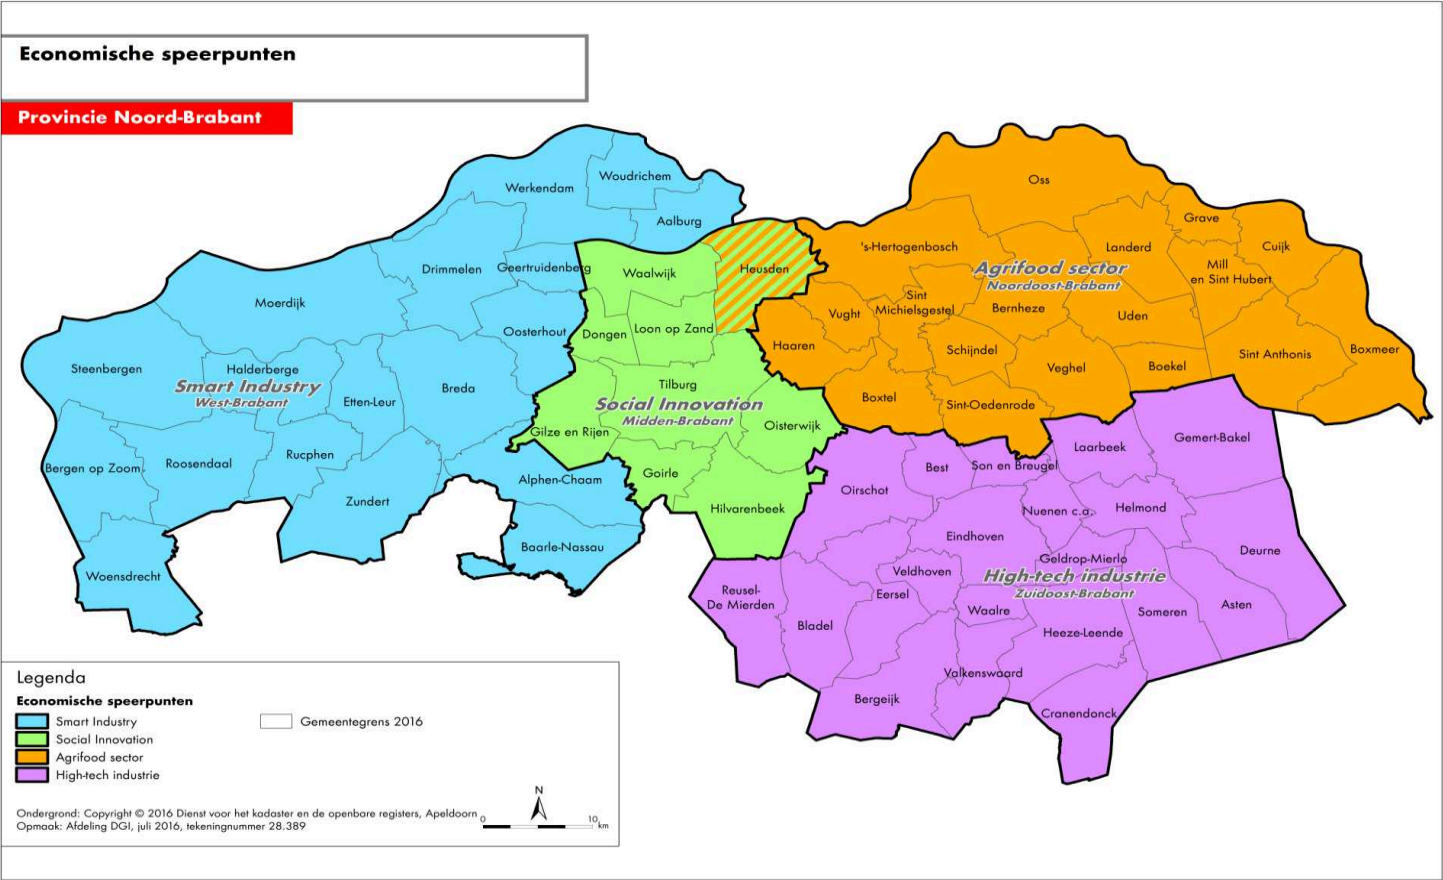 Economische speerpunten
Provincie Noord-Brabant
Werkendam
Woudrichem
Aalburg
Drimmelen
Geertruidenberg
Moerdijk
Oosterhout
Steenbergen
Halderberge
Smart Industry
West-Brabant
Etten-Leur
Breda
Bergen op Zoom
Roosendaal
Rucphen
Zundert
Alphen-Chaam
Baarle-Nassau
Woensdrecht
Waalwijk
Heusden
Dongen
Loon op Zand
Tilburg
Social Innovation
Midden-Brabant
Gilze en Rijen
Oisterwijk
Goirle
Hilvarenbeek
Oss
's-Hertogenbosch
Landerd
Grave
Cuijk
Agrifood sector
Noordoost-Brabant
Mill
en Sint Hubert
Vught
Sint
Michielsgestel
Bernheze
Uden
Haaren
Schijndel
Veghel
Boekel
Sint Anthonis
Boxmeer
Boxtel
Sint-Oedenrode
Gemert-Bakel
Laarbeek
Best
Son en Breugel
Oirschot
Nuenen c.a.
Helmond
Eindhoven
Geldrop-Mierlo
Deurne
High-tech industrie
Zuidoost-Brabant
Veldhoven
Eersel
Reusel-
De Mierden
Waalre
Someren
Asten
Bladel
Heeze-Leende
Valkenswaard
Bergeijk
Cranendonck
Legenda
Economische speerpunten
Smart Industry
Gemeentegrens 2016
Social Innovation
Agrifood sector
High-tech industrie
Ondergrond: Copyright © 2016 Dienst voor het kadaster en de openbare registers, Apeldoorn
Opmaak: Afdeling DGI, juli 2016, tekeningnummer 28.389
N
0 10
km